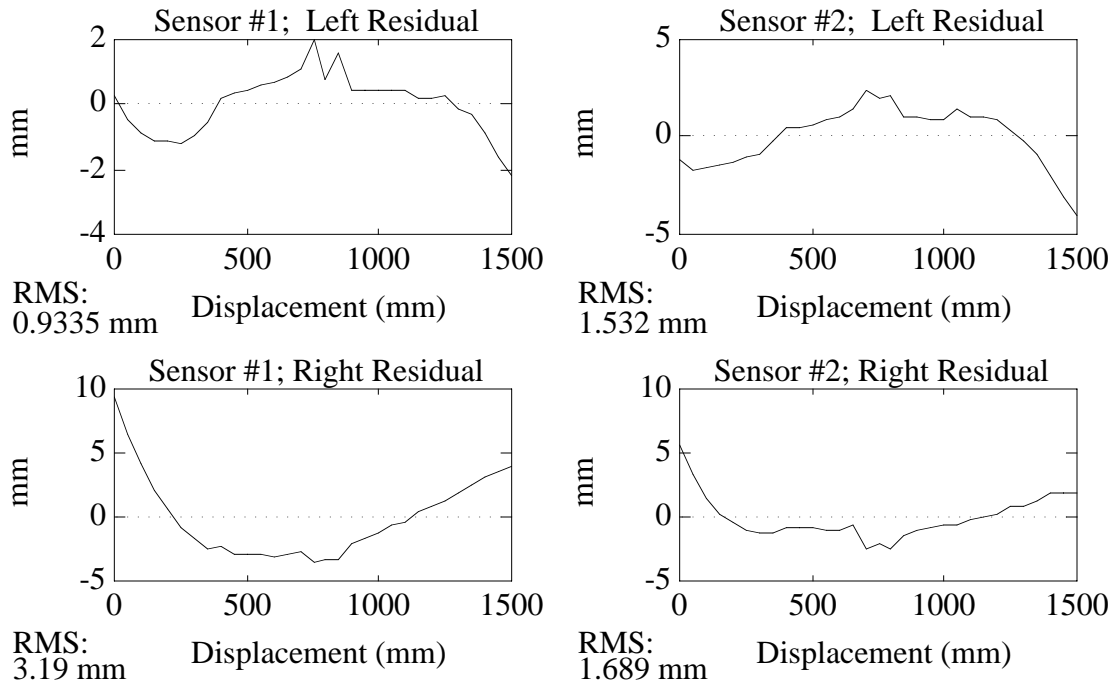 Sensor #1;  Left Residual
2
0
-2
-4
mm
0 500 1000 1500
RMS:
0.9335 mm
Displacement (mm)
Sensor #2;  Left Residual
5
0
-5
mm
0 500 1000 1500
RMS:
1.532 mm
Displacement (mm)
Sensor #1; Right Residual
10
5
0
-5
mm
0 500 1000 1500
RMS:
3.19 mm
Displacement (mm)
Sensor #2; Right Residual
10
5
0
-5
mm
0 500 1000 1500
RMS:
1.689 mm
Displacement (mm)